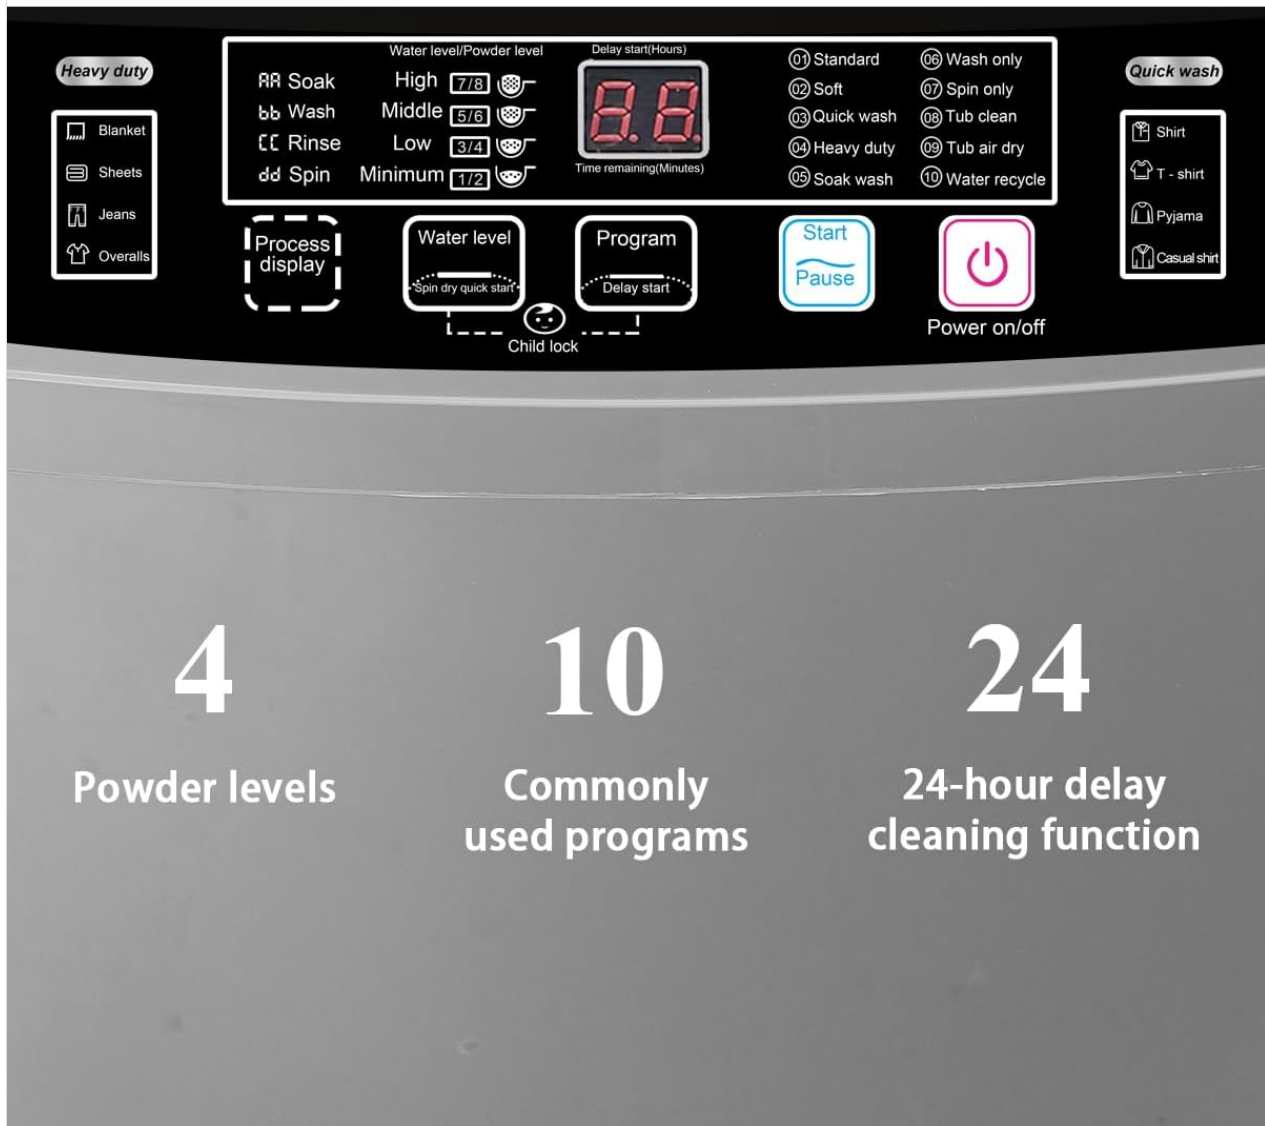 Heavy duty
Blanket
Sheets
Jeans
Overalls
AA Soak
bb Wash
CC Rinse
dd Spin
Water level/Powder level
High 7/8
Middle 5/6
Low 3/4
Minimum 1/2
Delay start(Hours)
8.8.
Time remaining(Minutes)
01 Standard
02 Soft
03 Quick wash
04 Heavy duty
05 Soak wash
06 Wash only
07 Spin only
08 Tub clean
09 Tub air dry
10 Water recycle
Quick wash
Shirt
T - shirt
Pyjama
Casual shirt
Process
display
Water level
Spin dry quick start
Program
Delay start
Child lock
Start
Pause
Power on/off
4
Powder levels
10
Commonly
used programs
24
24-hour delay
cleaning function